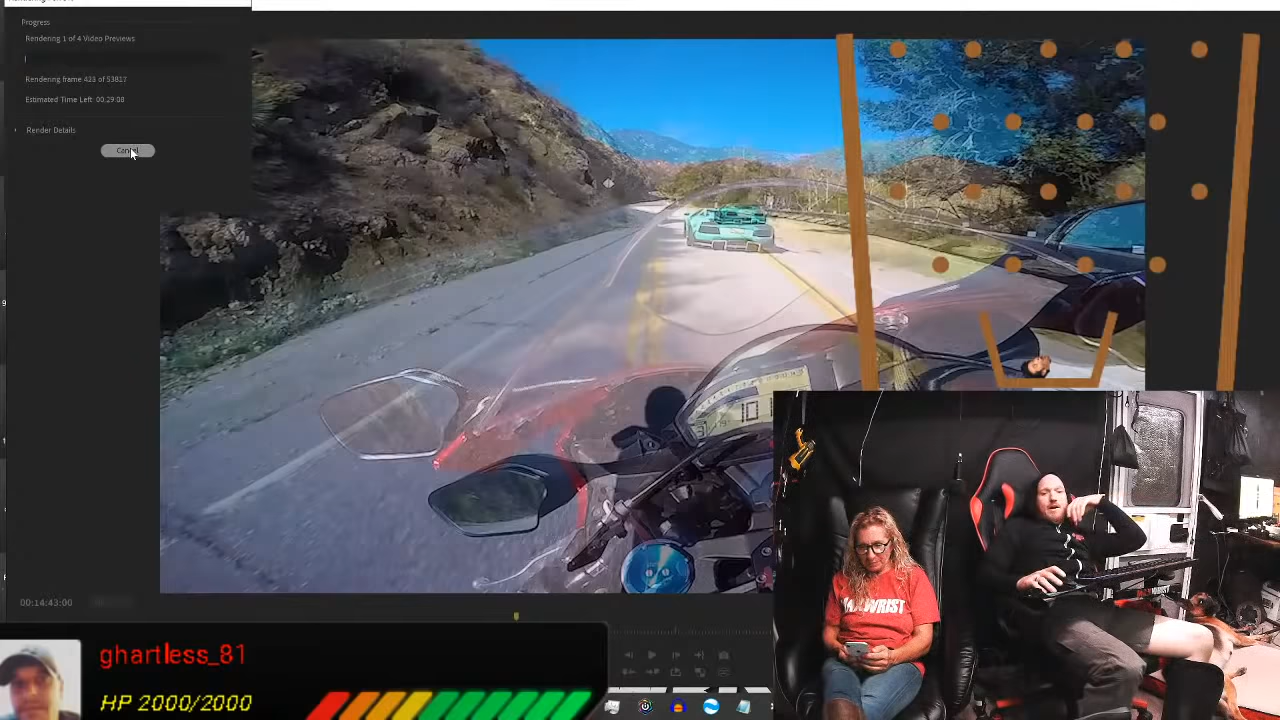 Progress
Rendering 1 of 4 Video Previews
Rendering frame 423 of 53817
Estimated Time Left: 00:29:08
Render Details
Cancel
00:14:43:00
ghartless_81
HP 2000/2000